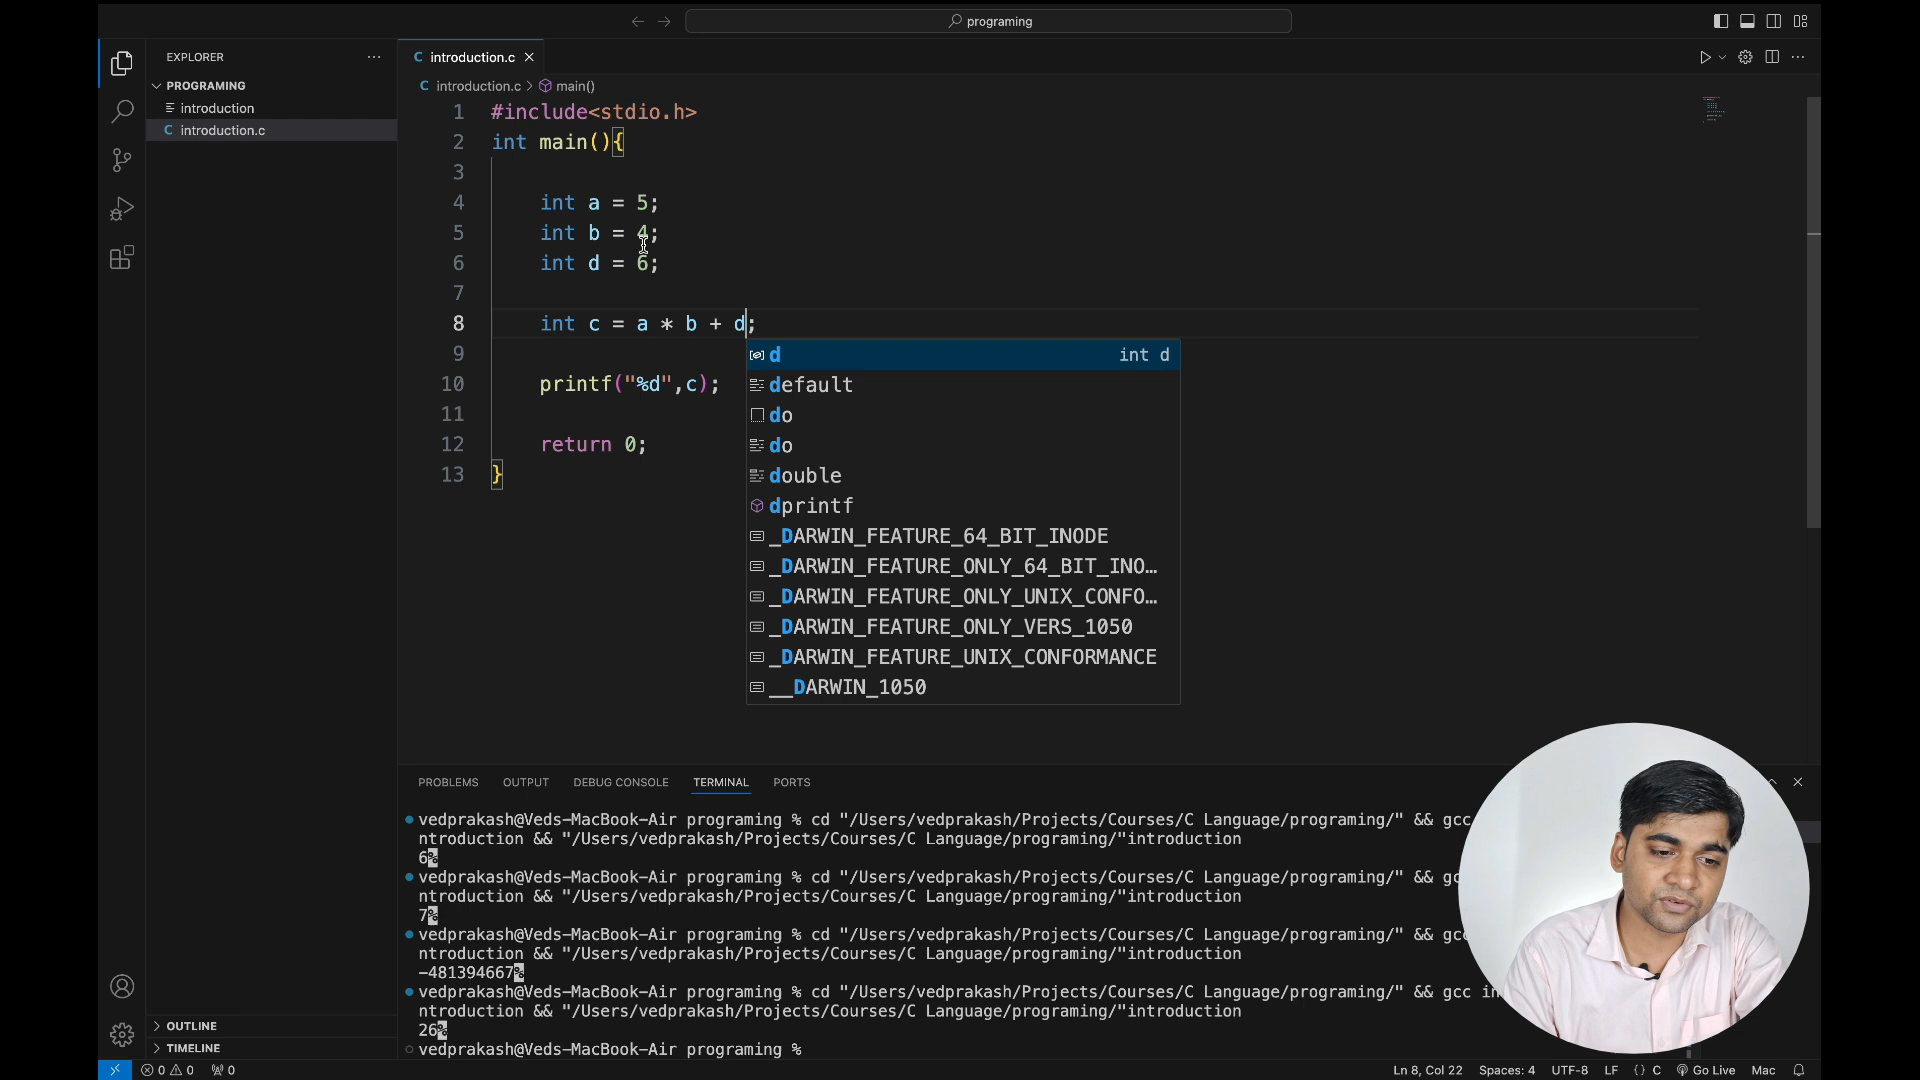 programing
EXPLORER
PROGRAMING
introduction
introduction.c
introduction.c
introduction.c > main()
1 #include<stdio.h>
2 int main(){
3
4 int a = 5;
5 int b = 4;
6 int d = 6;
7
8 int c = a * b + d;
9
10 printf("%d",c);
11
12 return 0;
13 }
d int d
default
do
do
double
dprintf
_DARWIN_FEATURE_64_BIT_INODE
_DARWIN_FEATURE_ONLY_64_BIT_INO…
_DARWIN_FEATURE_ONLY_UNIX_CONFO…
_DARWIN_FEATURE_ONLY_VERS_1050
_DARWIN_FEATURE_UNIX_CONFORMANCE
__DARWIN_1050
PROBLEMS OUTPUT DEBUG CONSOLE TERMINAL PORTS
vedprakash@Veds-MacBook-Air programing % cd "/Users/vedprakash/Projects/Courses/C Language/programing/" && gcc
ntroduction && "/Users/vedprakash/Projects/Courses/C Language/programing/"introduction
6%
vedprakash@Veds-MacBook-Air programing % cd "/Users/vedprakash/Projects/Courses/C Language/programing/" && gc
ntroduction && "/Users/vedprakash/Projects/Courses/C Language/programing/"introduction
7%
vedprakash@Veds-MacBook-Air programing % cd "/Users/vedprakash/Projects/Courses/C Language/programing/" && gcc
ntroduction && "/Users/vedprakash/Projects/Courses/C Language/programing/"introduction
-481394667%
vedprakash@Veds-MacBook-Air programing % cd "/Users/vedprakash/Projects/Courses/C Language/programing/" && gcc in
ntroduction && "/Users/vedprakash/Projects/Courses/C Language/programing/"introduction
26%
vedprakash@Veds-MacBook-Air programing %
OUTLINE
TIMELINE
0 0 0 Ln 8, Col 22 Spaces: 4 UTF-8 LF {} C Go Live Mac